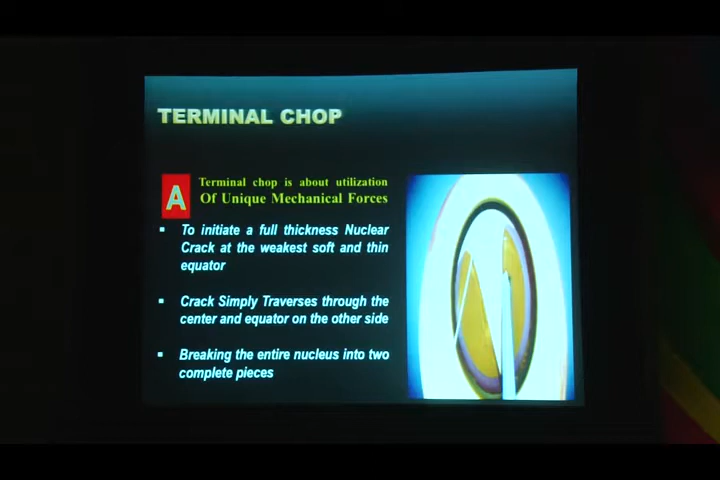 TERMINAL CHOP
A
Terminal chop is about utilization
Of Unique Mechanical Forces
▪ To initiate a full thickness Nuclear
Crack at the weakest soft and thin
equator
▪ Crack Simply Traverses through the
center and equator on the other side
▪ Breaking the entire nucleus into two
complete pieces